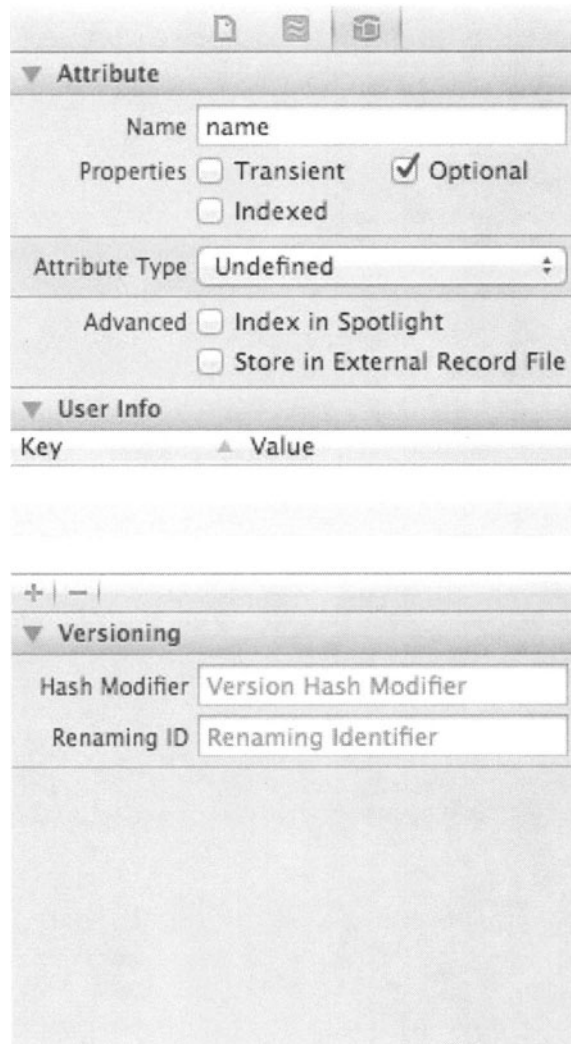 Attribute
Name name
Properties Transient Optional
Indexed
Attribute Type Undefined
Advanced Index in Spotlight
Store in External Record File
User Info
Key Value
Versioning
Hash Modifier Version Hash Modifier
Renaming ID Renaming Identifier